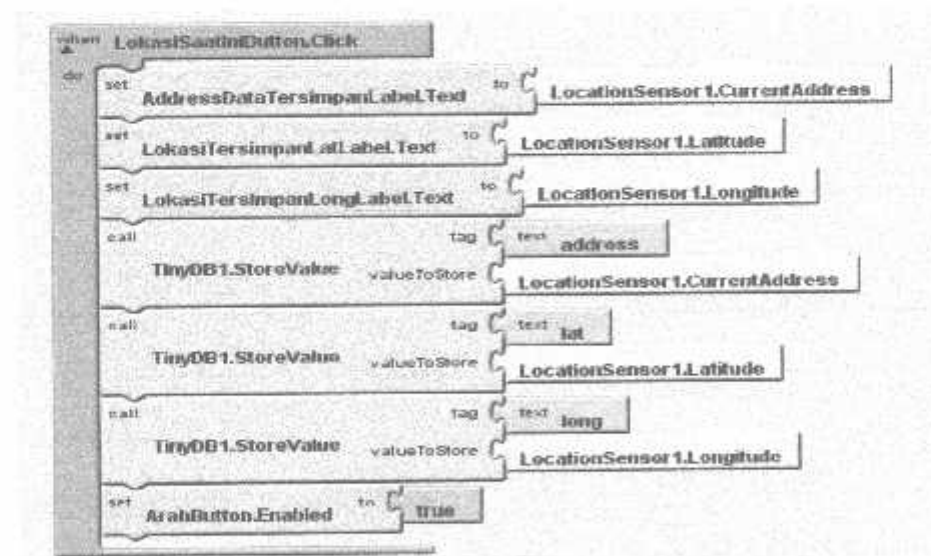 when LokasiSaatIniButton.Click
do
set AddressDataTersimpanLabel.Text to LocationSensor1.CurrentAddress
set LokasiTersimpanLatLabel.Text to LocationSensor1.Latitude
set LokasiTersimpanLongLabel.Text to LocationSensor1.Longitude
call TinyDB1.StoreValue tag text address
valueToStore LocationSensor1.CurrentAddress
call TinyDB1.StoreValue tag text lat
valueToStore LocationSensor1.Latitude
call TinyDB1.StoreValue tag text long
valueToStore LocationSensor1.Longitude
set ArahButton.Enabled to true